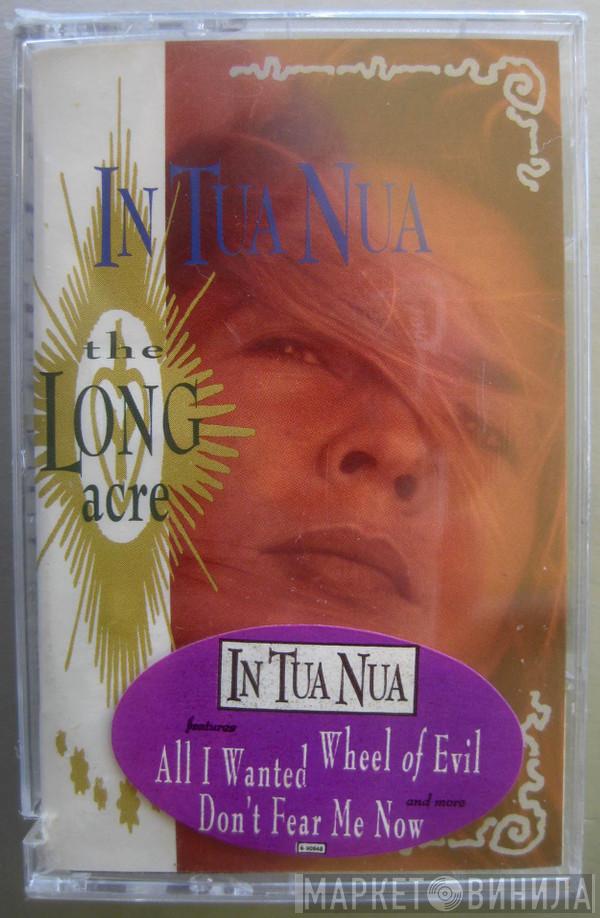 IN TUA NUA
the
LONG
acre
IN TUA NUA
features
All I Wanted Wheel of Evil
Don't Fear Me Now and more
МАРКЕТ ВИНИЛА